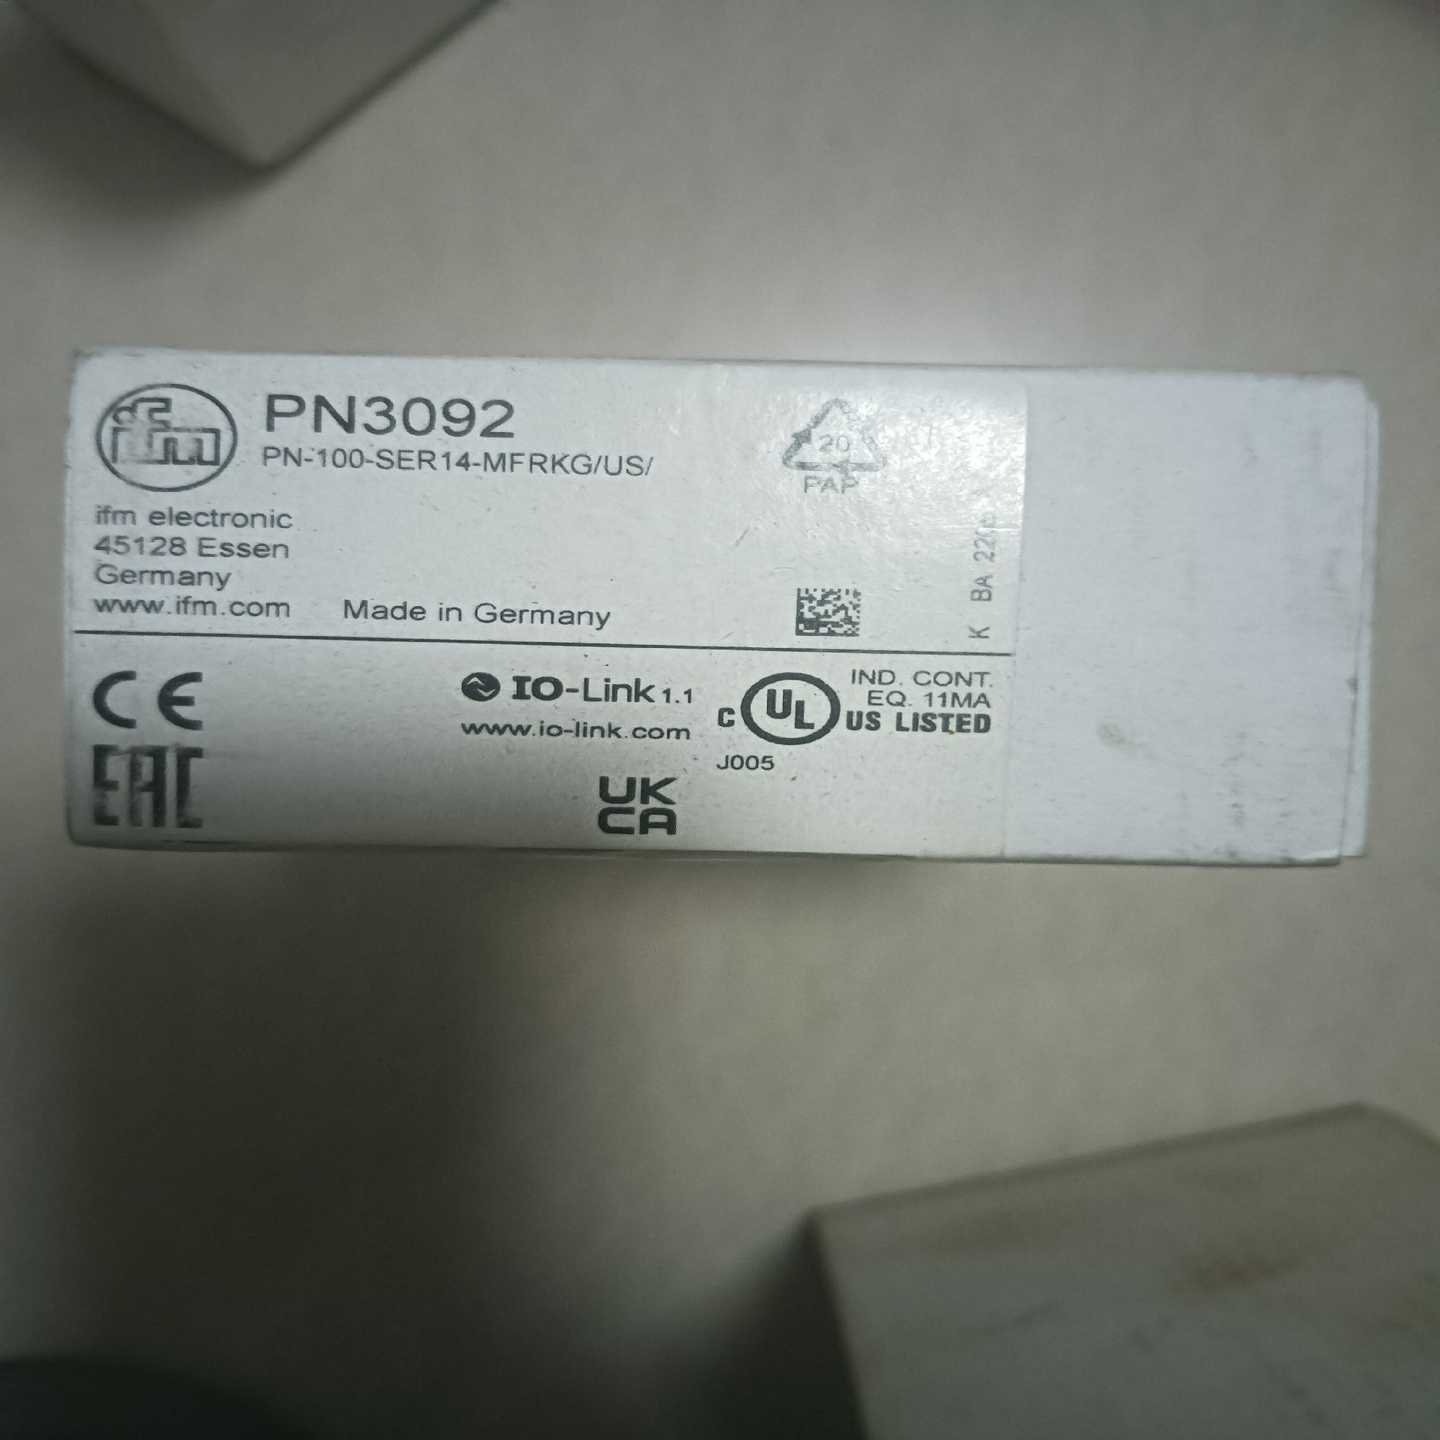 ifm
PN3092
PN-100-SER14-MFRKG/US/
ifm electronic
45128 Essen
Germany
www.ifm.com
Made in Germany
20
PAP
K BA
CE
EAC
IO-Link 1.1
www.io-link.com
UK
CA
C UL US LISTED
IND. CONT.
EQ. 11MA
J005